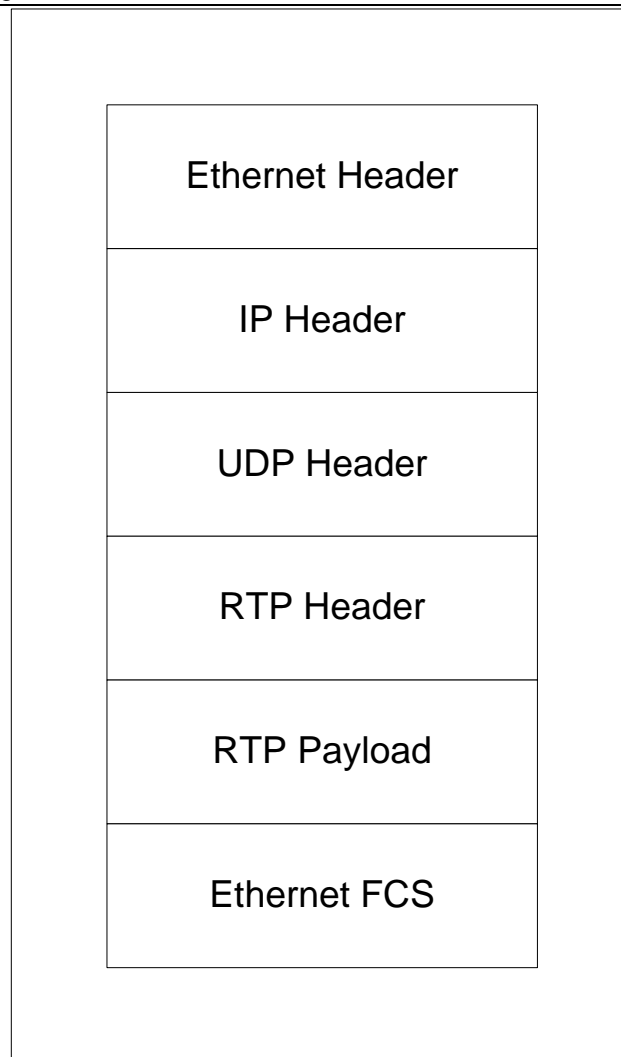 Ethernet Header
IP Header
UDP Header
RTP Header
RTP Payload
Ethernet FCS